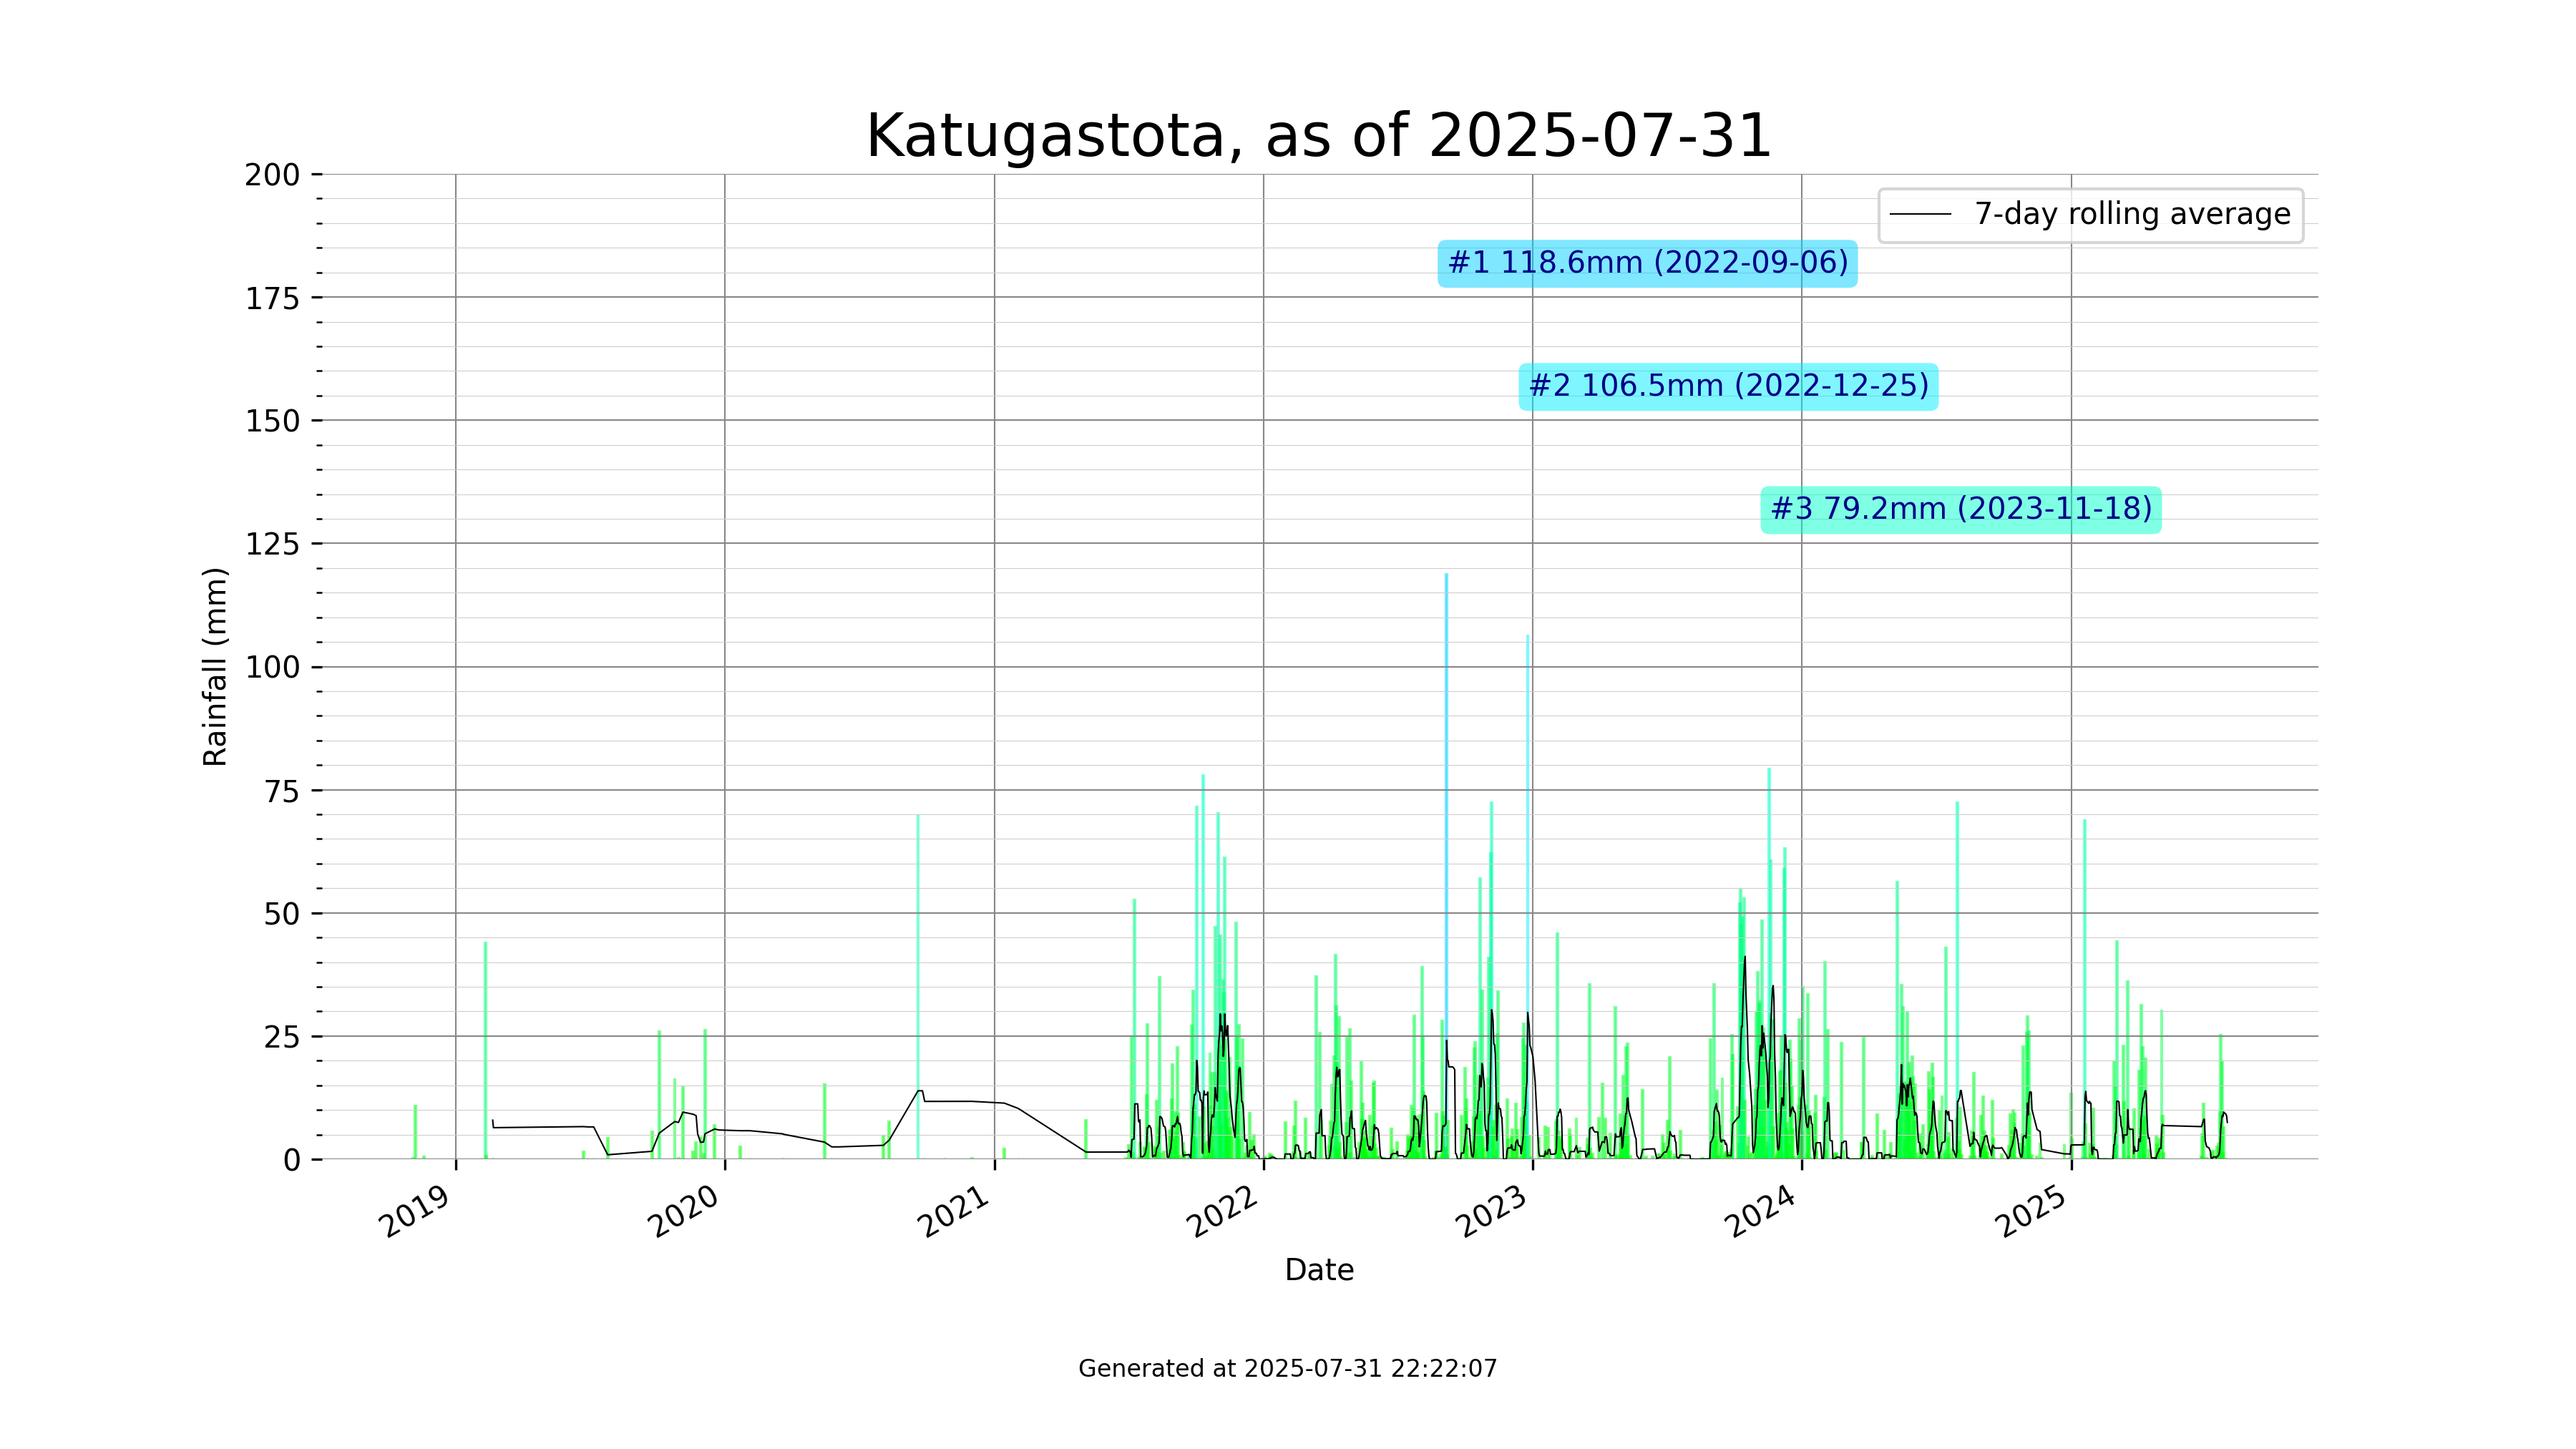 Katugastota, as of 2025-07-31
7-day rolling average
#1 118.6mm (2022-09-06)
#2 106.5mm (2022-12-25)
#3 79.2mm (2023-11-18)
Rainfall (mm)
200
175
150
125
100
75
50
25
0
2019
2020
2021
2022
2023
2024
2025
Date
Generated at 2025-07-31 22:22:07